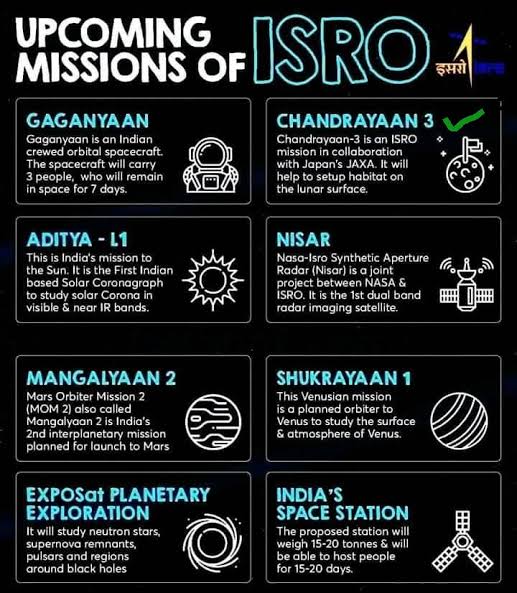 UPCOMING
MISSIONS OF ISRO
इसरो isro
GAGANYAAN
Gaganyaan is an Indian
crewed orbital spacecraft.
The spacecraft will carry
3 people, who will remain
in space for 7 days.
CHANDRAYAAN 3
Chandrayaan-3 is an ISRO
mission in collaboration
with Japan's JAXA. It will
help to setup habitat on
the lunar surface.
ADITYA - L1
This is India's mission to
the Sun. It is the First Indian
based Solar Coronagraph
to study solar Corona in
visible & near IR bands.
NISAR
Nasa-Isro Synthetic Aperture
Radar (Nisar) is a joint
project between NASA &
ISRO. It is the 1st dual band
radar imaging satellite.
MANGALYAAN 2
Mars Orbiter Mission 2
(MOM 2) also called
Mangalyaan 2 is India's
2nd interplanetary mission
planned for launch to Mars
SHUKRAYAAN 1
This Venusian mission
is a planned orbiter to
Venus to study the surface
& atmosphere of Venus.
EXPOSat PLANETARY
EXPLORATION
It will study neutron stars,
supernova remnants,
pulsars and regions
around black holes
INDIA'S
SPACE STATION
The proposed station will
weigh 15-20 tonnes & will
be able to host people
for 15-20 days.